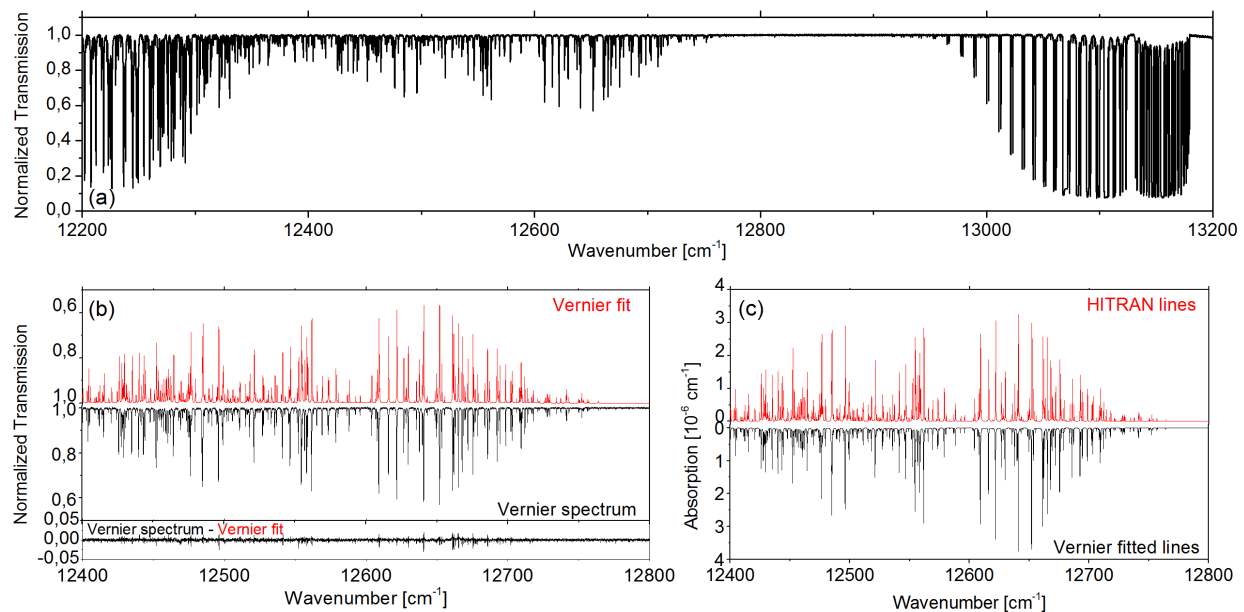 1,0
0,8
0,6
0,4
0,2
0,0
Normalized Transmission
(a)
12200 12400 12600 12800 13000 13200
Wavenumber [cm-1]
(b)
Vernier fit
0,6
0,8
1,0
1,0
0,8
0,6
Normalized Transmission
Vernier spectrum
0,05
0,00
-0,05
Vernier spectrum - Vernier fit
12400 12500 12600 12700 12800
Wavenumber [cm-1]
(c)
HITRAN lines
4
3
2
1
0
0
1
2
3
4
Absorption [10-6 cm-1]
Vernier fitted lines
12400 12500 12600 12700 12800
Wavenumber [cm-1]